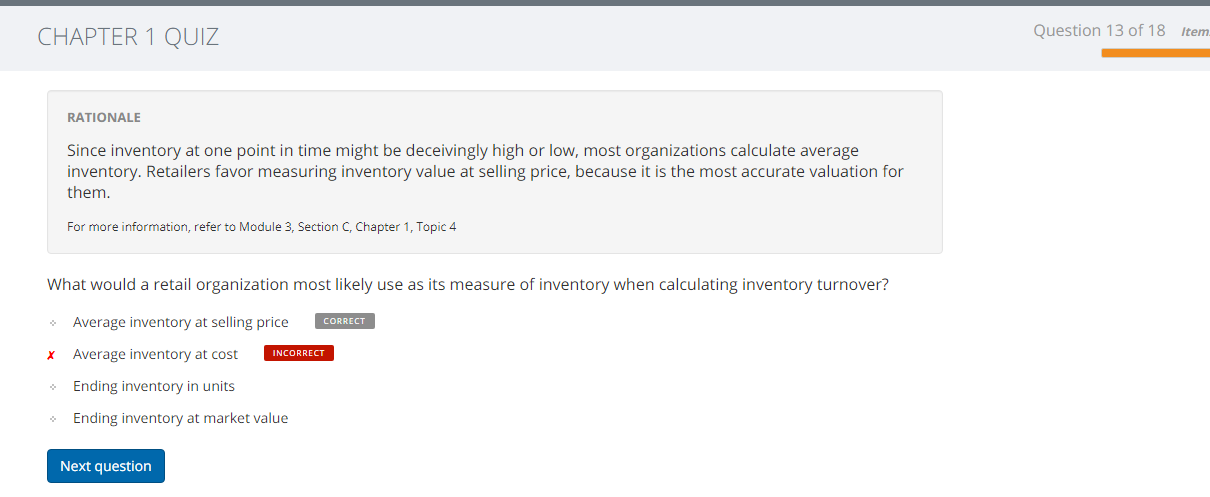 CHAPTER 1 QUIZ
Question 13 of 18
RATIONALE
Since inventory at one point in time might be deceivingly high or low, most organizations calculate average
inventory. Retailers favor measuring inventory value at selling price, because it is the most accurate valuation for
them.
For more information, refer to Module 3, Section C, Chapter 1, Topic 4
What would a retail organization most likely use as its measure of inventory when calculating inventory turnover?
Average inventory at selling price CORRECT
✗ Average inventory at cost INCORRECT
Ending inventory in units
Ending inventory at market value
Next question